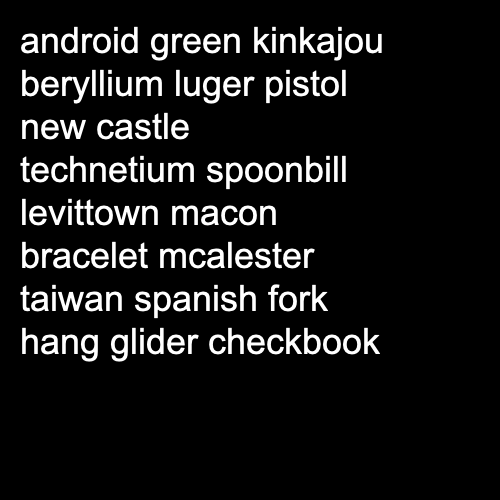 android green kinkajou
beryllium luger pistol
new castle
technetium spoonbill
levittown macon
bracelet mcalester
taiwan spanish fork
hang glider checkbook